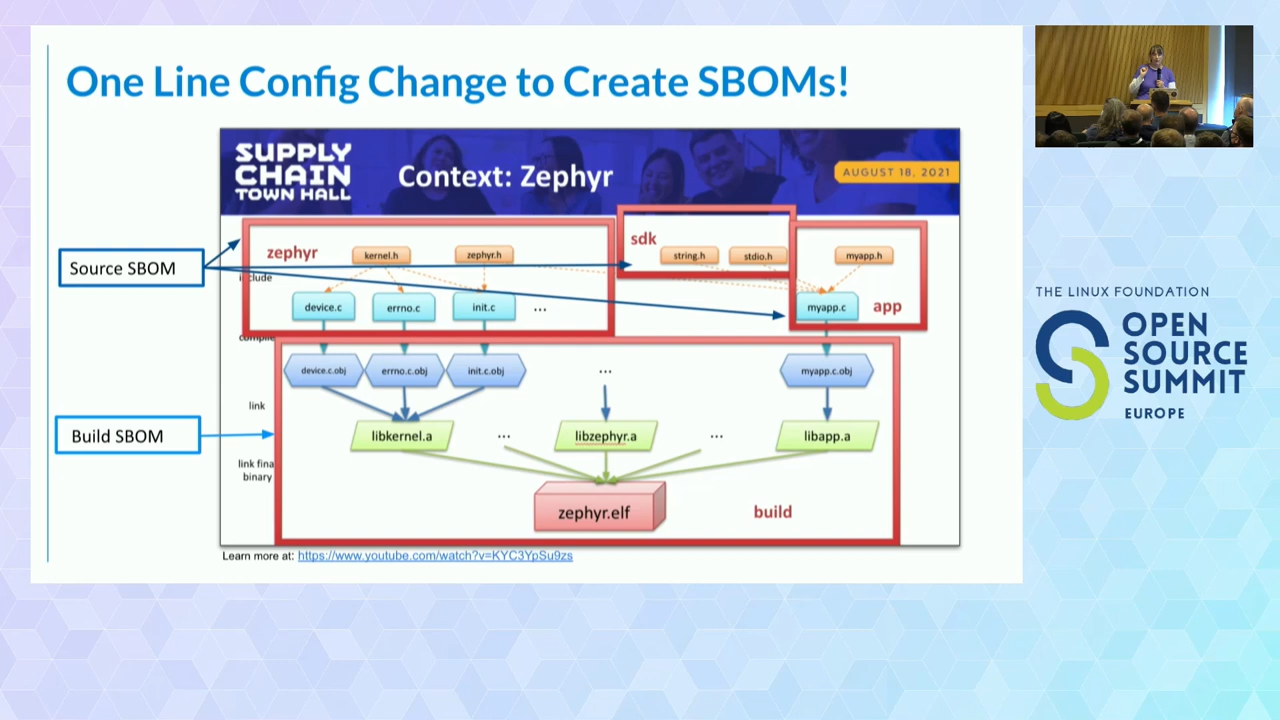 One Line Config Change to Create SBOMs!
SUPPLY
CHAIN
TOWN HALL
Context: Zephyr
AUGUST 18, 2021
Source SBOM
zephyr
kernel.h
zephyr.h
sdk
string.h
stdio.h
myapp.h
device.c
errno.c
init.c
...
myapp.c
app
device.c.obj
errno.c.obj
init.c.obj
...
myapp.c.obj
link
Build SBOM
libkernel.a
...
libzephyr.a
...
libapp.a
link fina
binary
zephyr.elf
build
Learn more at: https://www.youtube.com/watch?v=KYC3YpSu9zs
THE LINUX FOUNDATION
OPEN
SOURCE
SUMMIT
EUROPE